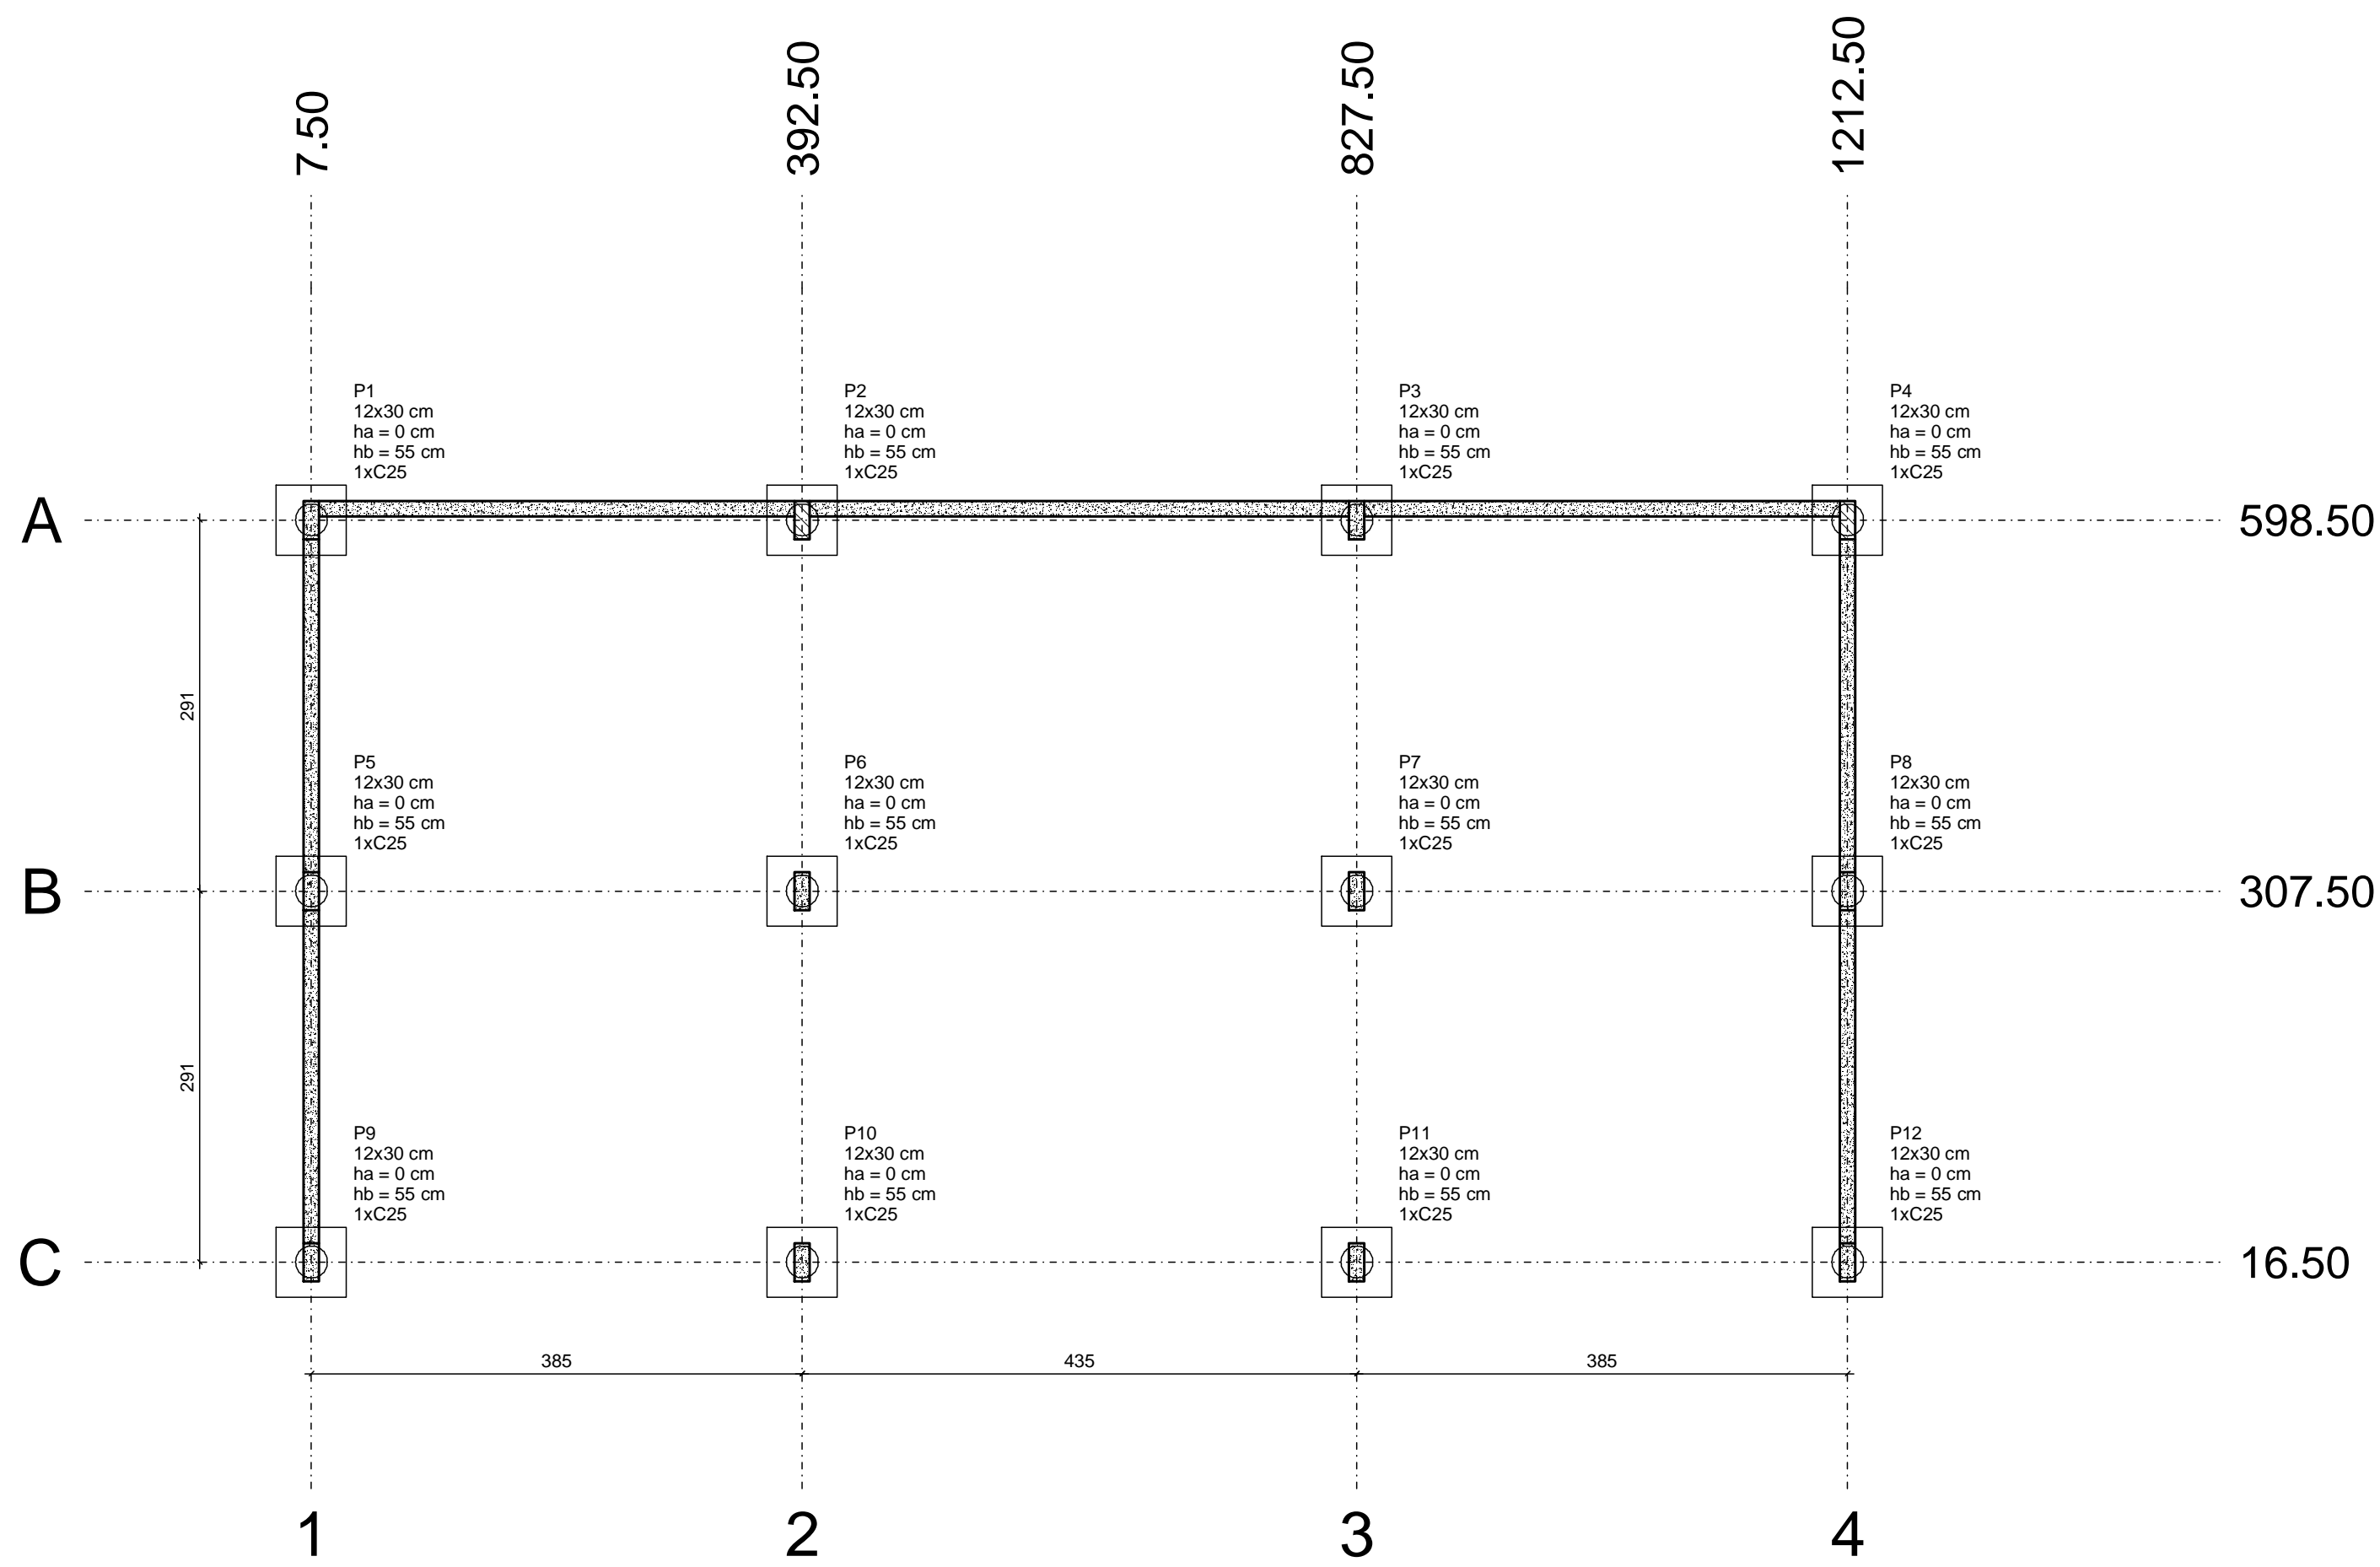 7.50
392.50
827.50
1212.50
P1
12x30 cm
ha = 0 cm
hb = 55 cm
1xC25
P2
12x30 cm
ha = 0 cm
hb = 55 cm
1xC25
P3
12x30 cm
ha = 0 cm
hb = 55 cm
1xC25
P4
12x30 cm
ha = 0 cm
hb = 55 cm
1xC25
A
598.50
291
P5
12x30 cm
ha = 0 cm
hb = 55 cm
1xC25
P6
12x30 cm
ha = 0 cm
hb = 55 cm
1xC25
P7
12x30 cm
ha = 0 cm
hb = 55 cm
1xC25
P8
12x30 cm
ha = 0 cm
hb = 55 cm
1xC25
B
307.50
291
P9
12x30 cm
ha = 0 cm
hb = 55 cm
1xC25
P10
12x30 cm
ha = 0 cm
hb = 55 cm
1xC25
P11
12x30 cm
ha = 0 cm
hb = 55 cm
1xC25
P12
12x30 cm
ha = 0 cm
hb = 55 cm
1xC25
C
16.50
385
435
385
1
2
3
4